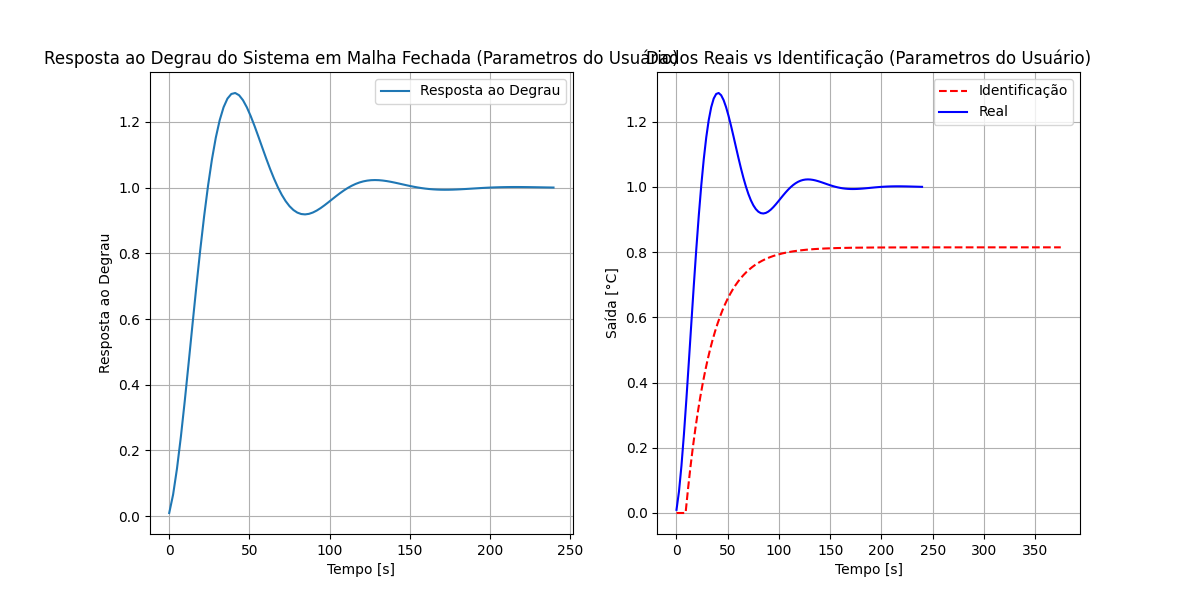 Resposta ao Degrau do Sistema em Malha Fechada (Parametros do Usuário)
Resposta ao Degrau
1.2
1.0
0.8
0.6
0.4
0.2
0.0
Resposta ao Degrau
0 50 100 150 200 250
Tempo [s]
Dados Reais vs Identificação (Parametros do Usuário)
Identificação
Real
1.2
1.0
0.8
0.6
0.4
0.2
0.0
Saída [°C]
0 50 100 150 200 250 300 350
Tempo [s]